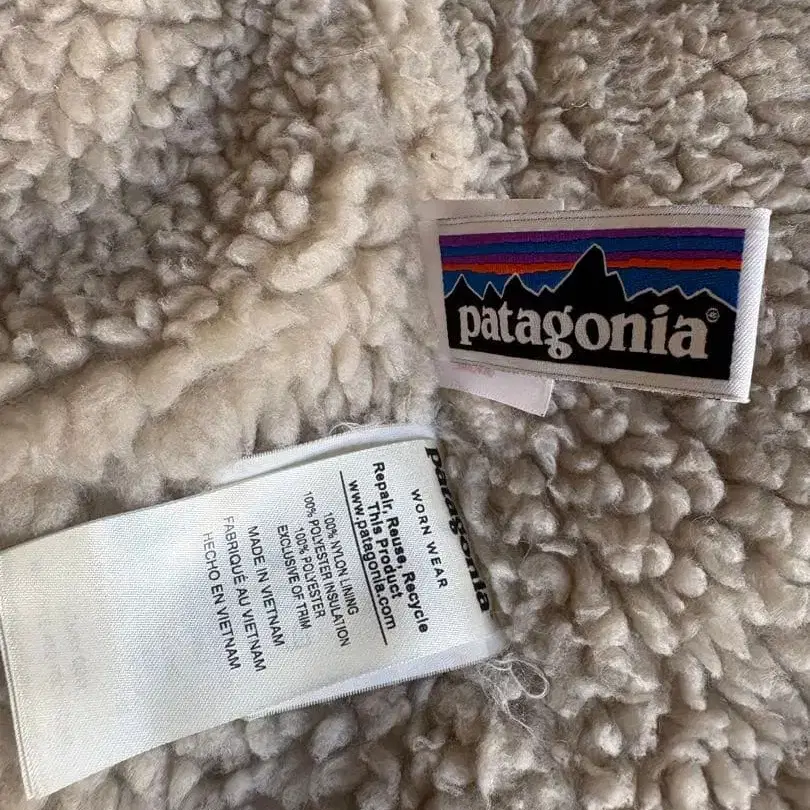 patagonia®
patagonia
WORN WEAR
Repair, Reuse, Recycle
This Product
www.patagonia.com
100% NYLON LINING
100% POLYESTER INSULATION
100% POLYESTER
EXCLUSIVE OF TRIM
MADE IN VIETNAM
FABRIQUÉ AU VIETNAM
HECHO EN VIETNAM